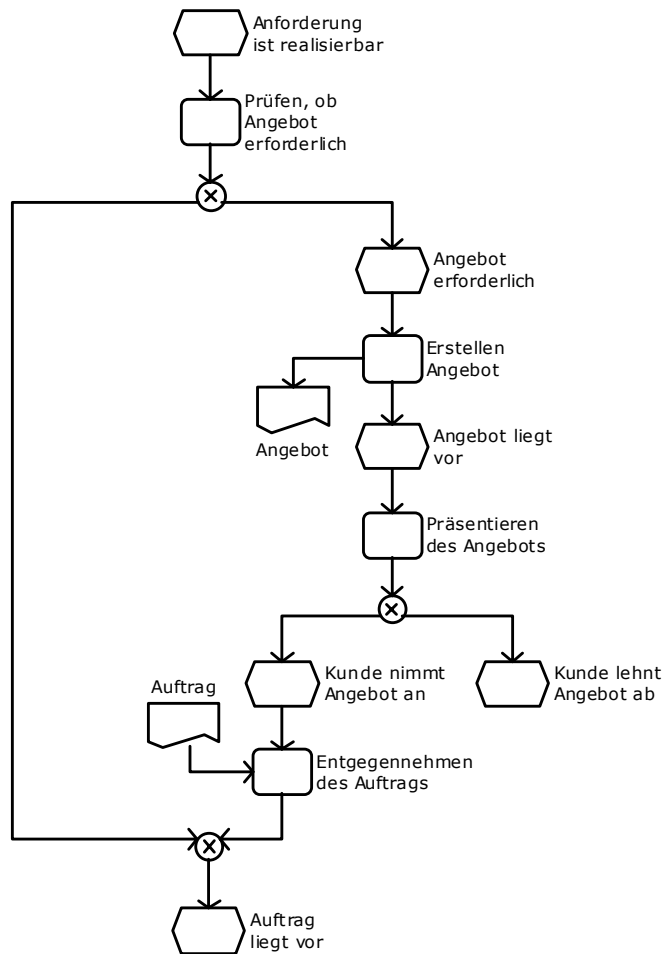 Anforderung
ist realisierbar
Prüfen, ob
Angebot
erforderlich
Angebot
erforderlich
Erstellen
Angebot
Angebot
Angebot liegt
vor
Präsentieren
des Angebots
Kunde nimmt
Angebot an
Kunde lehnt
Angebot ab
Auftrag
Entgegennehmen
des Auftrags
Auftrag
liegt vor